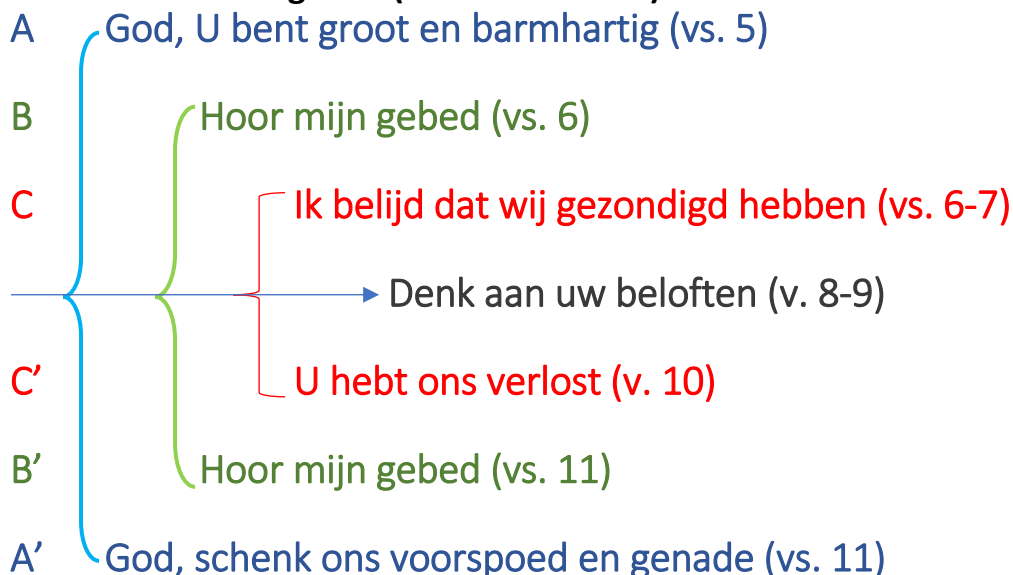 A God, U bent groot en barmhartig (vs. 5)
B Hoor mijn gebed (vs. 6)
C Ik belijd dat wij gezondigd hebben (vs. 6-7)
Denk aan uw beloften (v. 8-9)
C’ U hebt ons verlost (v. 10)
B’ Hoor mijn gebed (vs. 11)
A’ God, schenk ons voorspoed en genade (vs. 11)